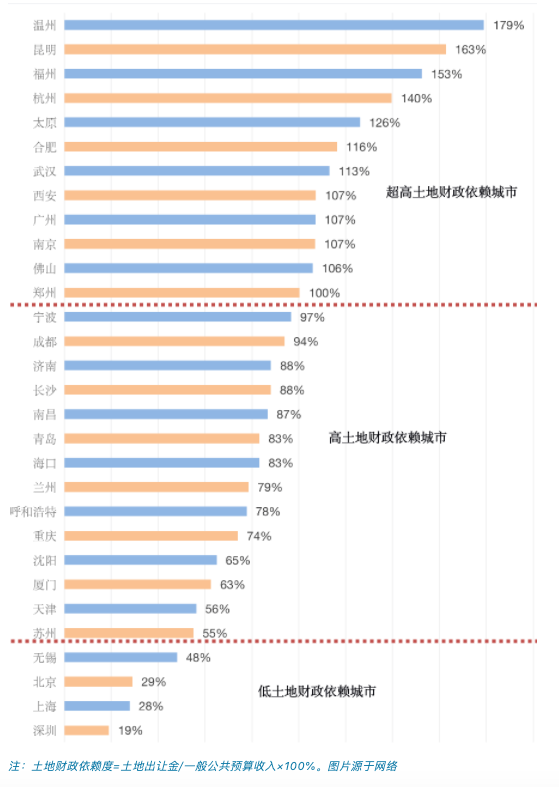 温州 179%
昆明 163%
福州 153%
杭州 140%
太原 126%
合肥 116%
武汉 113%
西安 107%
超高土地财政依赖城市
广州 107%
南京 107%
佛山 106%
郑州 100%
宁波 97%
成都 94%
济南 88%
长沙 88%
南昌 87%
青岛 83%
高土地财政依赖城市
海口 83%
兰州 79%
呼和浩特 78%
重庆 74%
沈阳 65%
厦门 63%
天津 56%
苏州 55%
无锡 48%
北京 29%
低土地财政依赖城市
上海 28%
深圳 19%
注：土地财政依赖度=土地出让金/一般公共预算收入×100%。图片源于网络